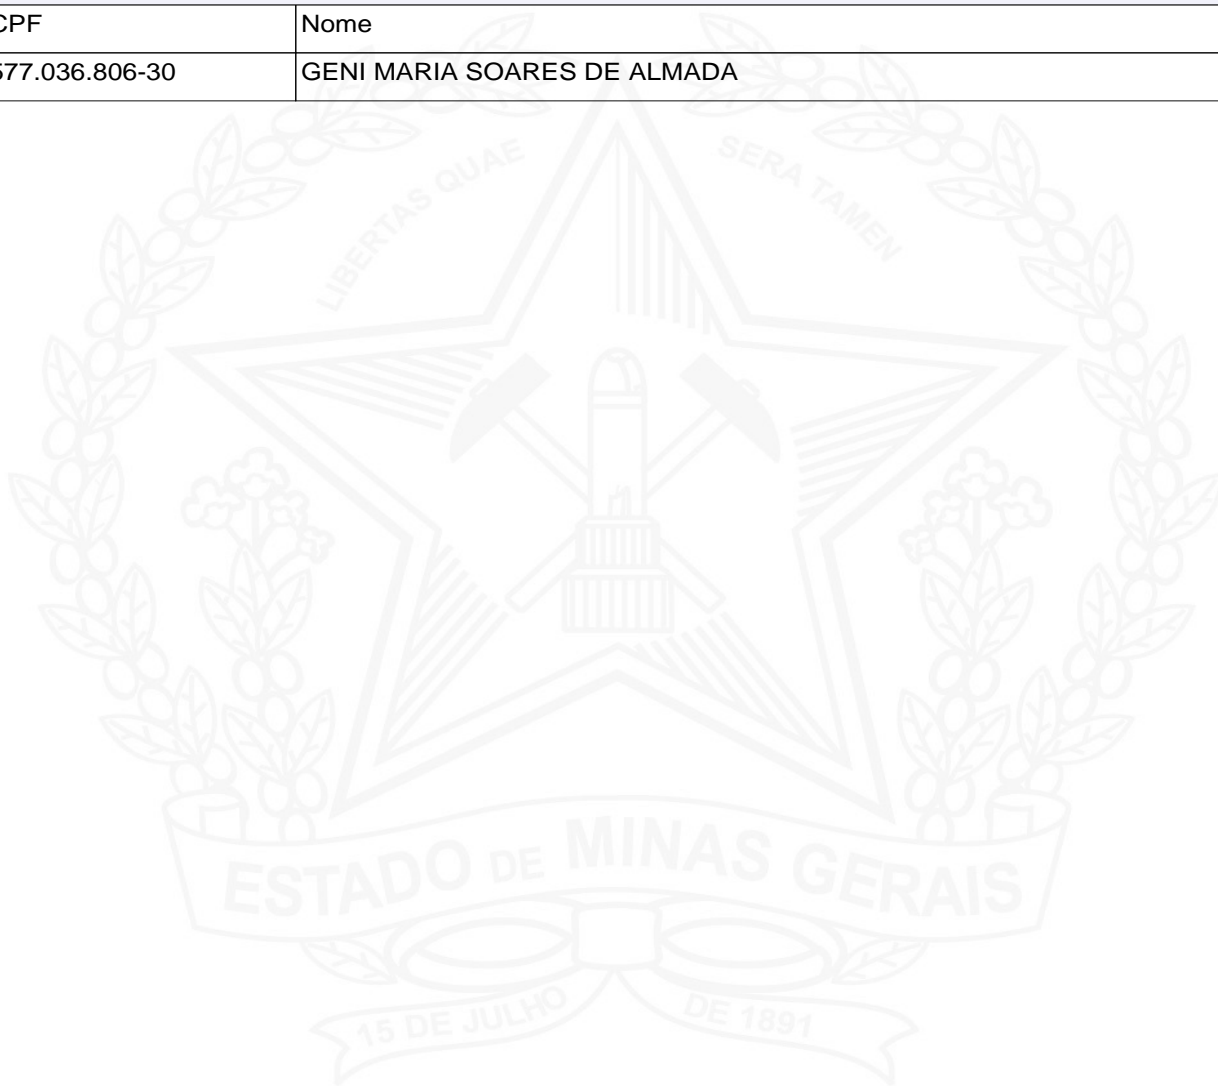 CPF Nome
577.036.806-30 GENI MARIA SOARES DE ALMADA
LIBERTAS QUAE SERA TAMEN
ESTADO DE MINAS GERAIS
15 DE JULHO DE 1891